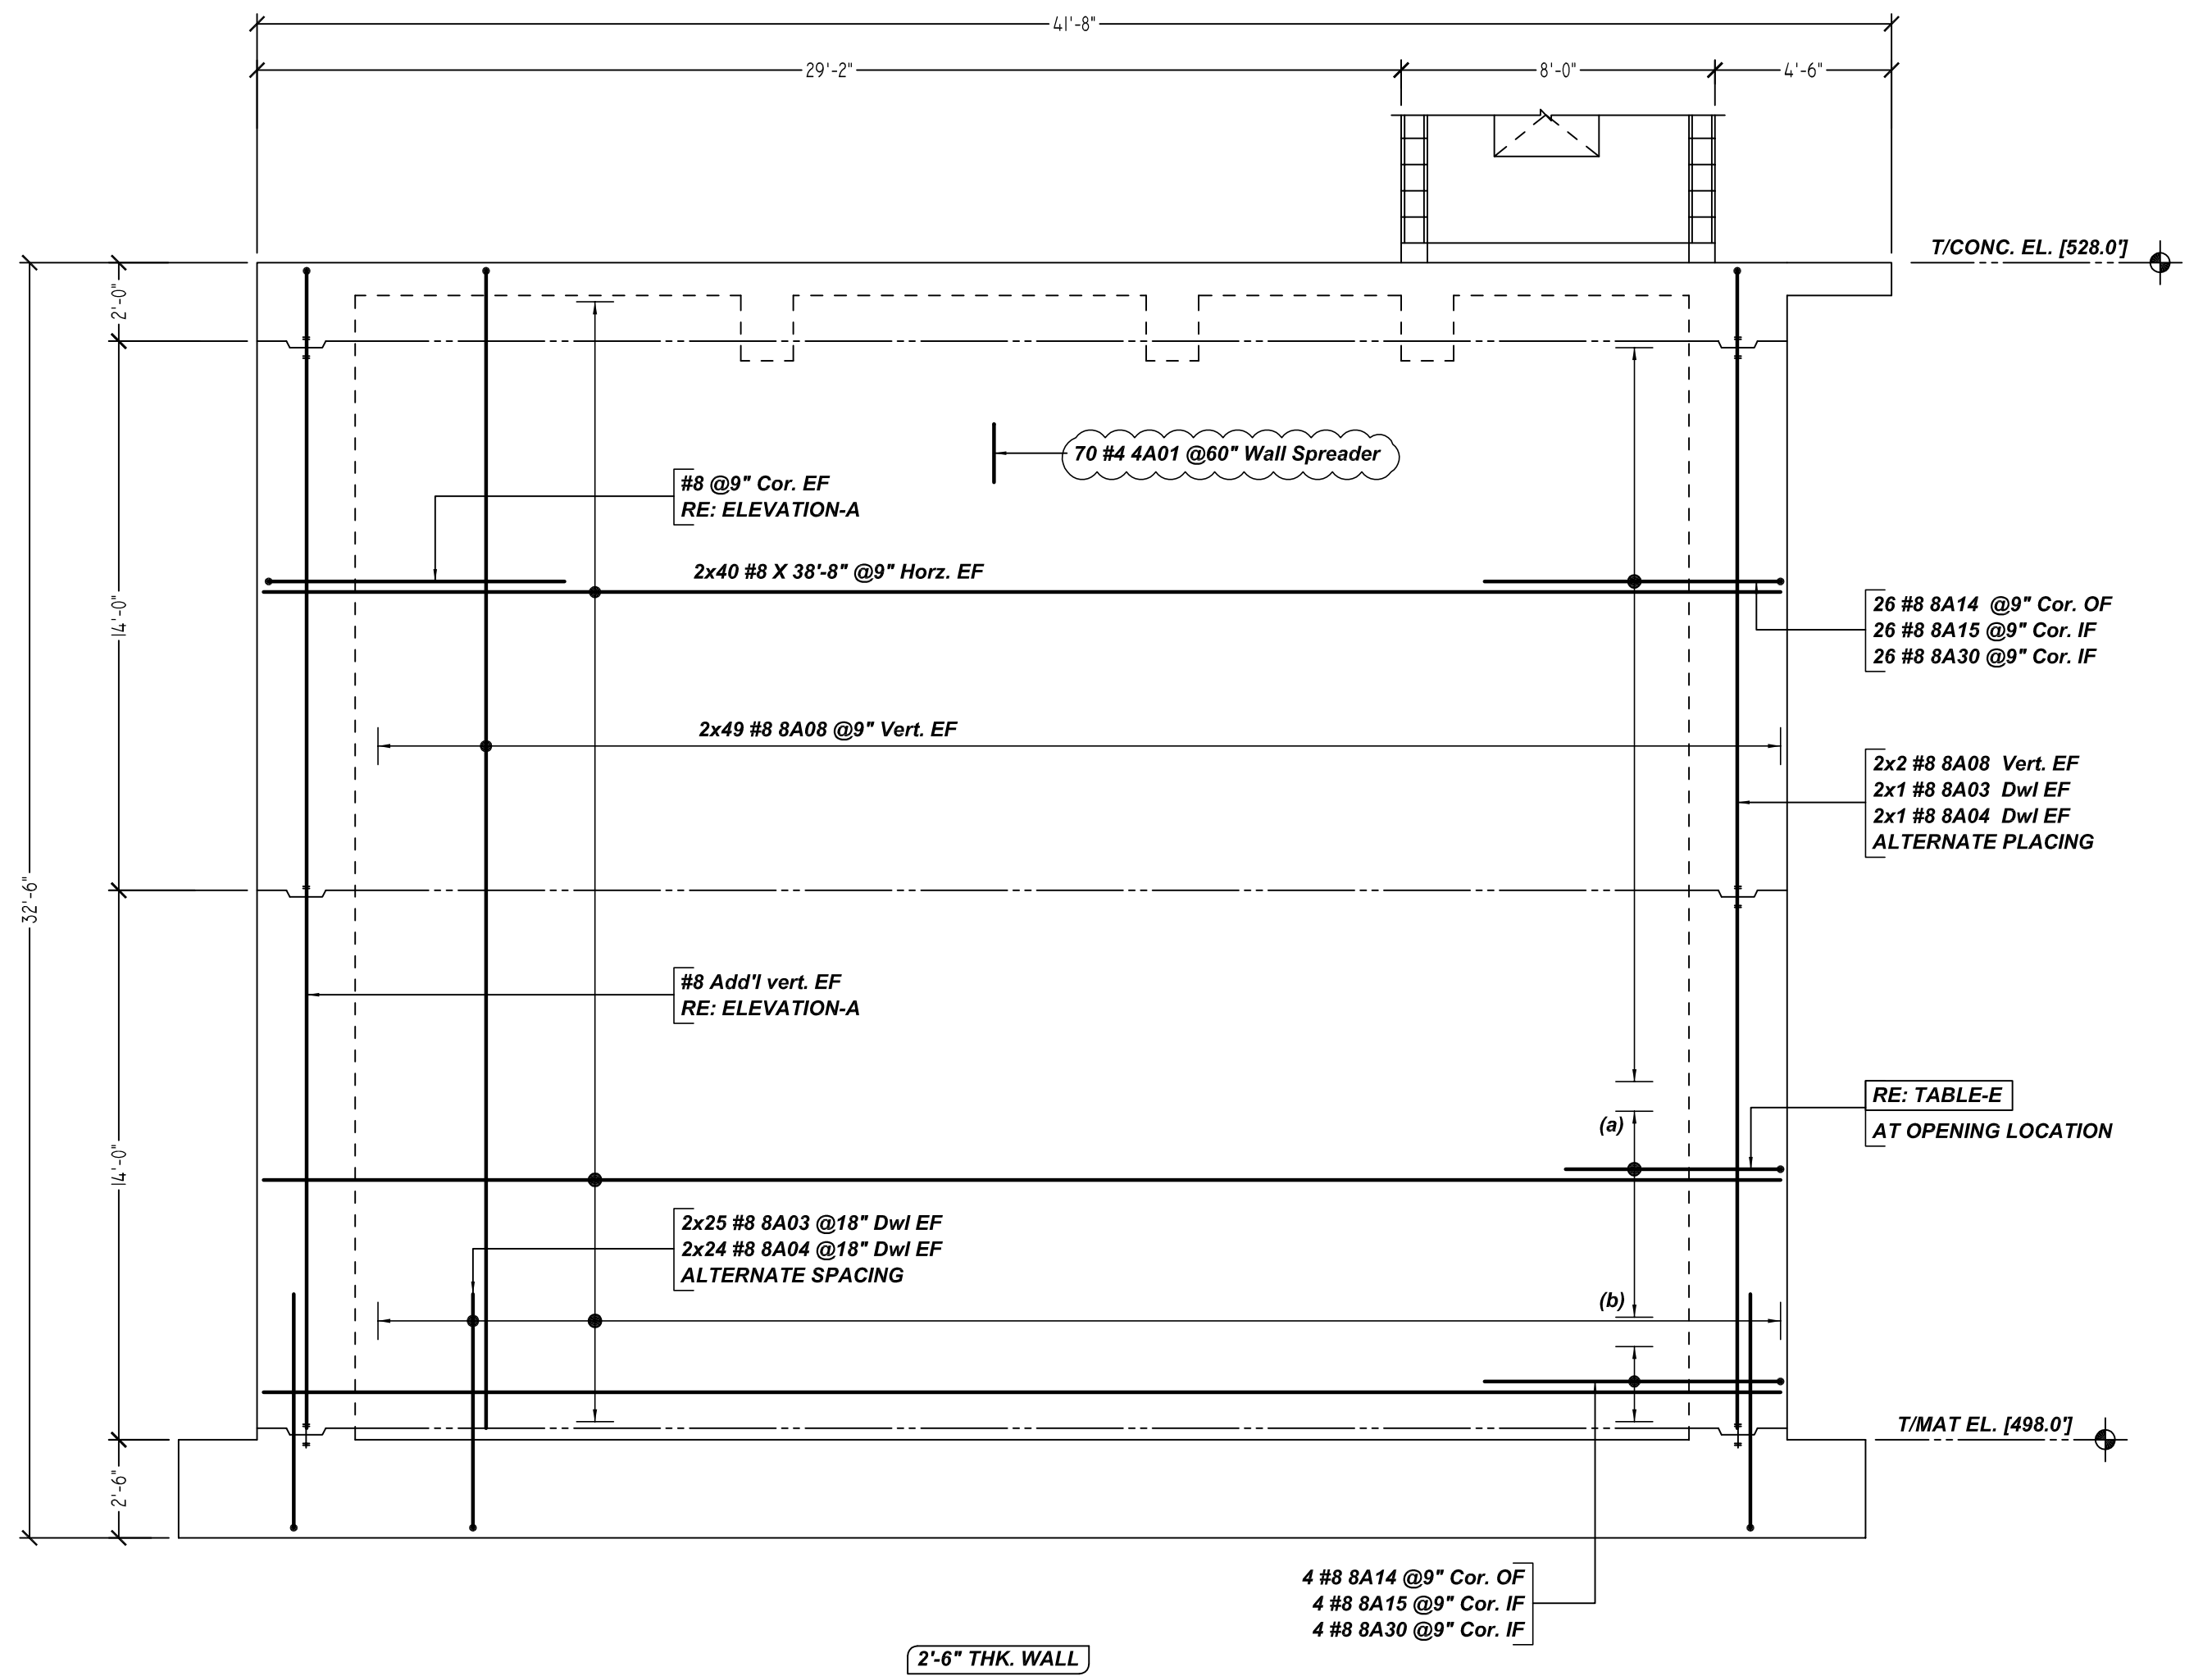 41'-8"
29'-2"
8'-0"
4'-6"
T/CONC. EL. [528.0']
2'-0"
70 #4 4A01 @60" Wall Spreader
#8 @9" Cor. EF
RE: ELEVATION-A
2x40 #8 X 38'-8" @9" Horz. EF
14'-0"
26 #8 8A14 @9" Cor. OF
26 #8 8A15 @9" Cor. IF
26 #8 8A30 @9" Cor. IF
2x49 #8 8A08 @9" Vert. EF
2x2 #8 8A08 Vert. EF
2x1 #8 8A03 Dwl EF
2x1 #8 8A04 Dwl EF
ALTERNATE PLACING
32'-6"
#8 Add'l vert. EF
RE: ELEVATION-A
RE: TABLE-E
AT OPENING LOCATION
(a)
14'-0"
2x25 #8 8A03 @18" Dwl EF
2x24 #8 8A04 @18" Dwl EF
ALTERNATE SPACING
(b)
T/MAT EL. [498.0']
2'-6"
4 #8 8A14 @9" Cor. OF
4 #8 8A15 @9" Cor. IF
4 #8 8A30 @9" Cor. IF
2'-6" THK. WALL